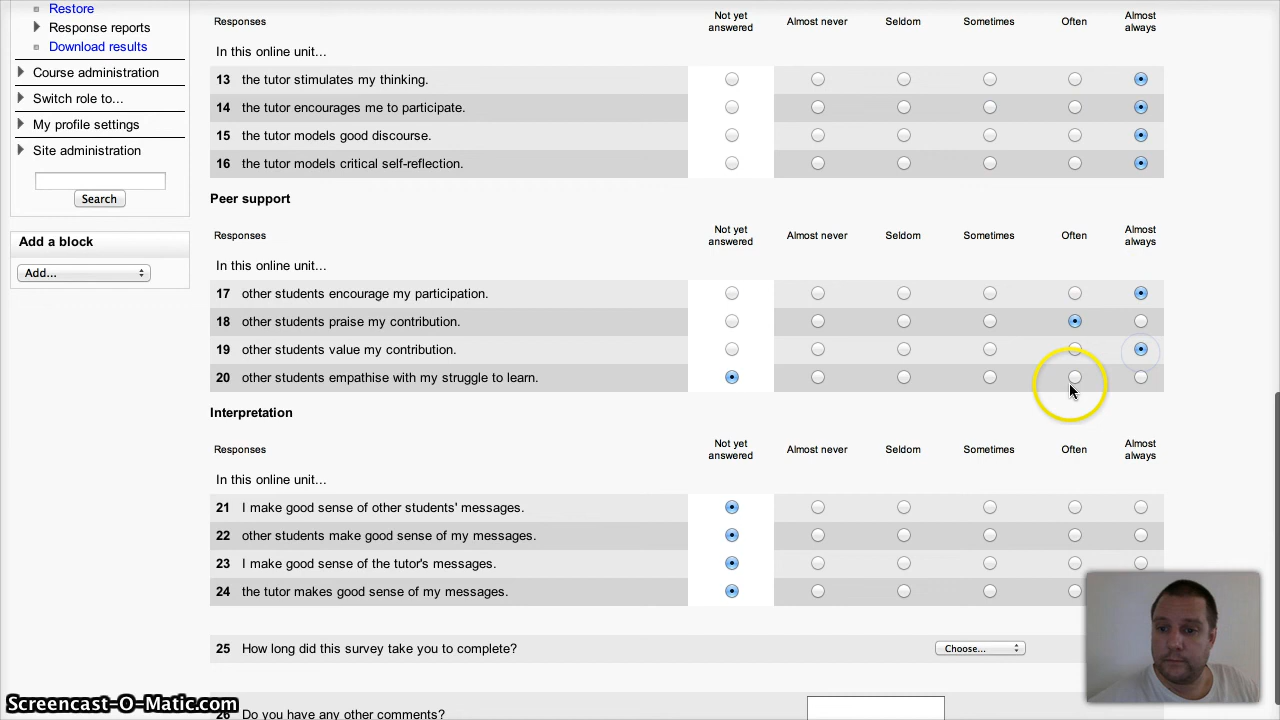 Restore
Response reports
Download results
Course administration
Switch role to...
My profile settings
Site administration
Search
Add a block
Add...
Responses Not yet answered Almost never Seldom Sometimes Often Almost always
In this online unit...
13 the tutor stimulates my thinking.
14 the tutor encourages me to participate.
15 the tutor models good discourse.
16 the tutor models critical self-reflection.
Peer support
Responses Not yet answered Almost never Seldom Sometimes Often Almost always
In this online unit...
17 other students encourage my participation.
18 other students praise my contribution.
19 other students value my contribution.
20 other students empathise with my struggle to learn.
Interpretation
Responses Not yet answered Almost never Seldom Sometimes Often Almost always
In this online unit...
21 I make good sense of other students' messages.
22 other students make good sense of my messages.
23 I make good sense of the tutor's messages.
24 the tutor makes good sense of my messages.
25 How long did this survey take you to complete? Choose...
26 Do you have any other comments?
Screencast-O-Matic.com